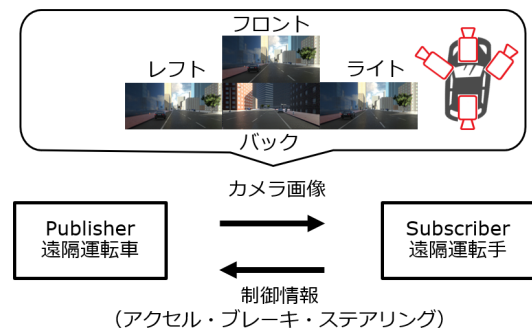 フロント
レフト
ライト
バック
カメラ画像
Publisher
遠隔運転車
Subscriber
遠隔運転手
制御情報
（アクセル・ブレーキ・ステアリング）